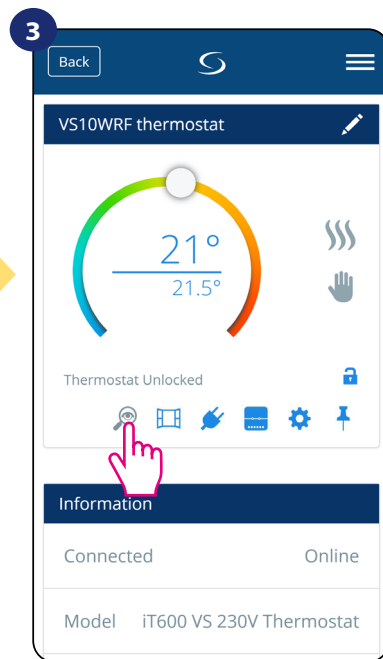 3
Back
VS10WRF thermostat
21°
21.5°
Thermostat Unlocked
Information
Connected Online
Model iT600 VS 230V Thermostat